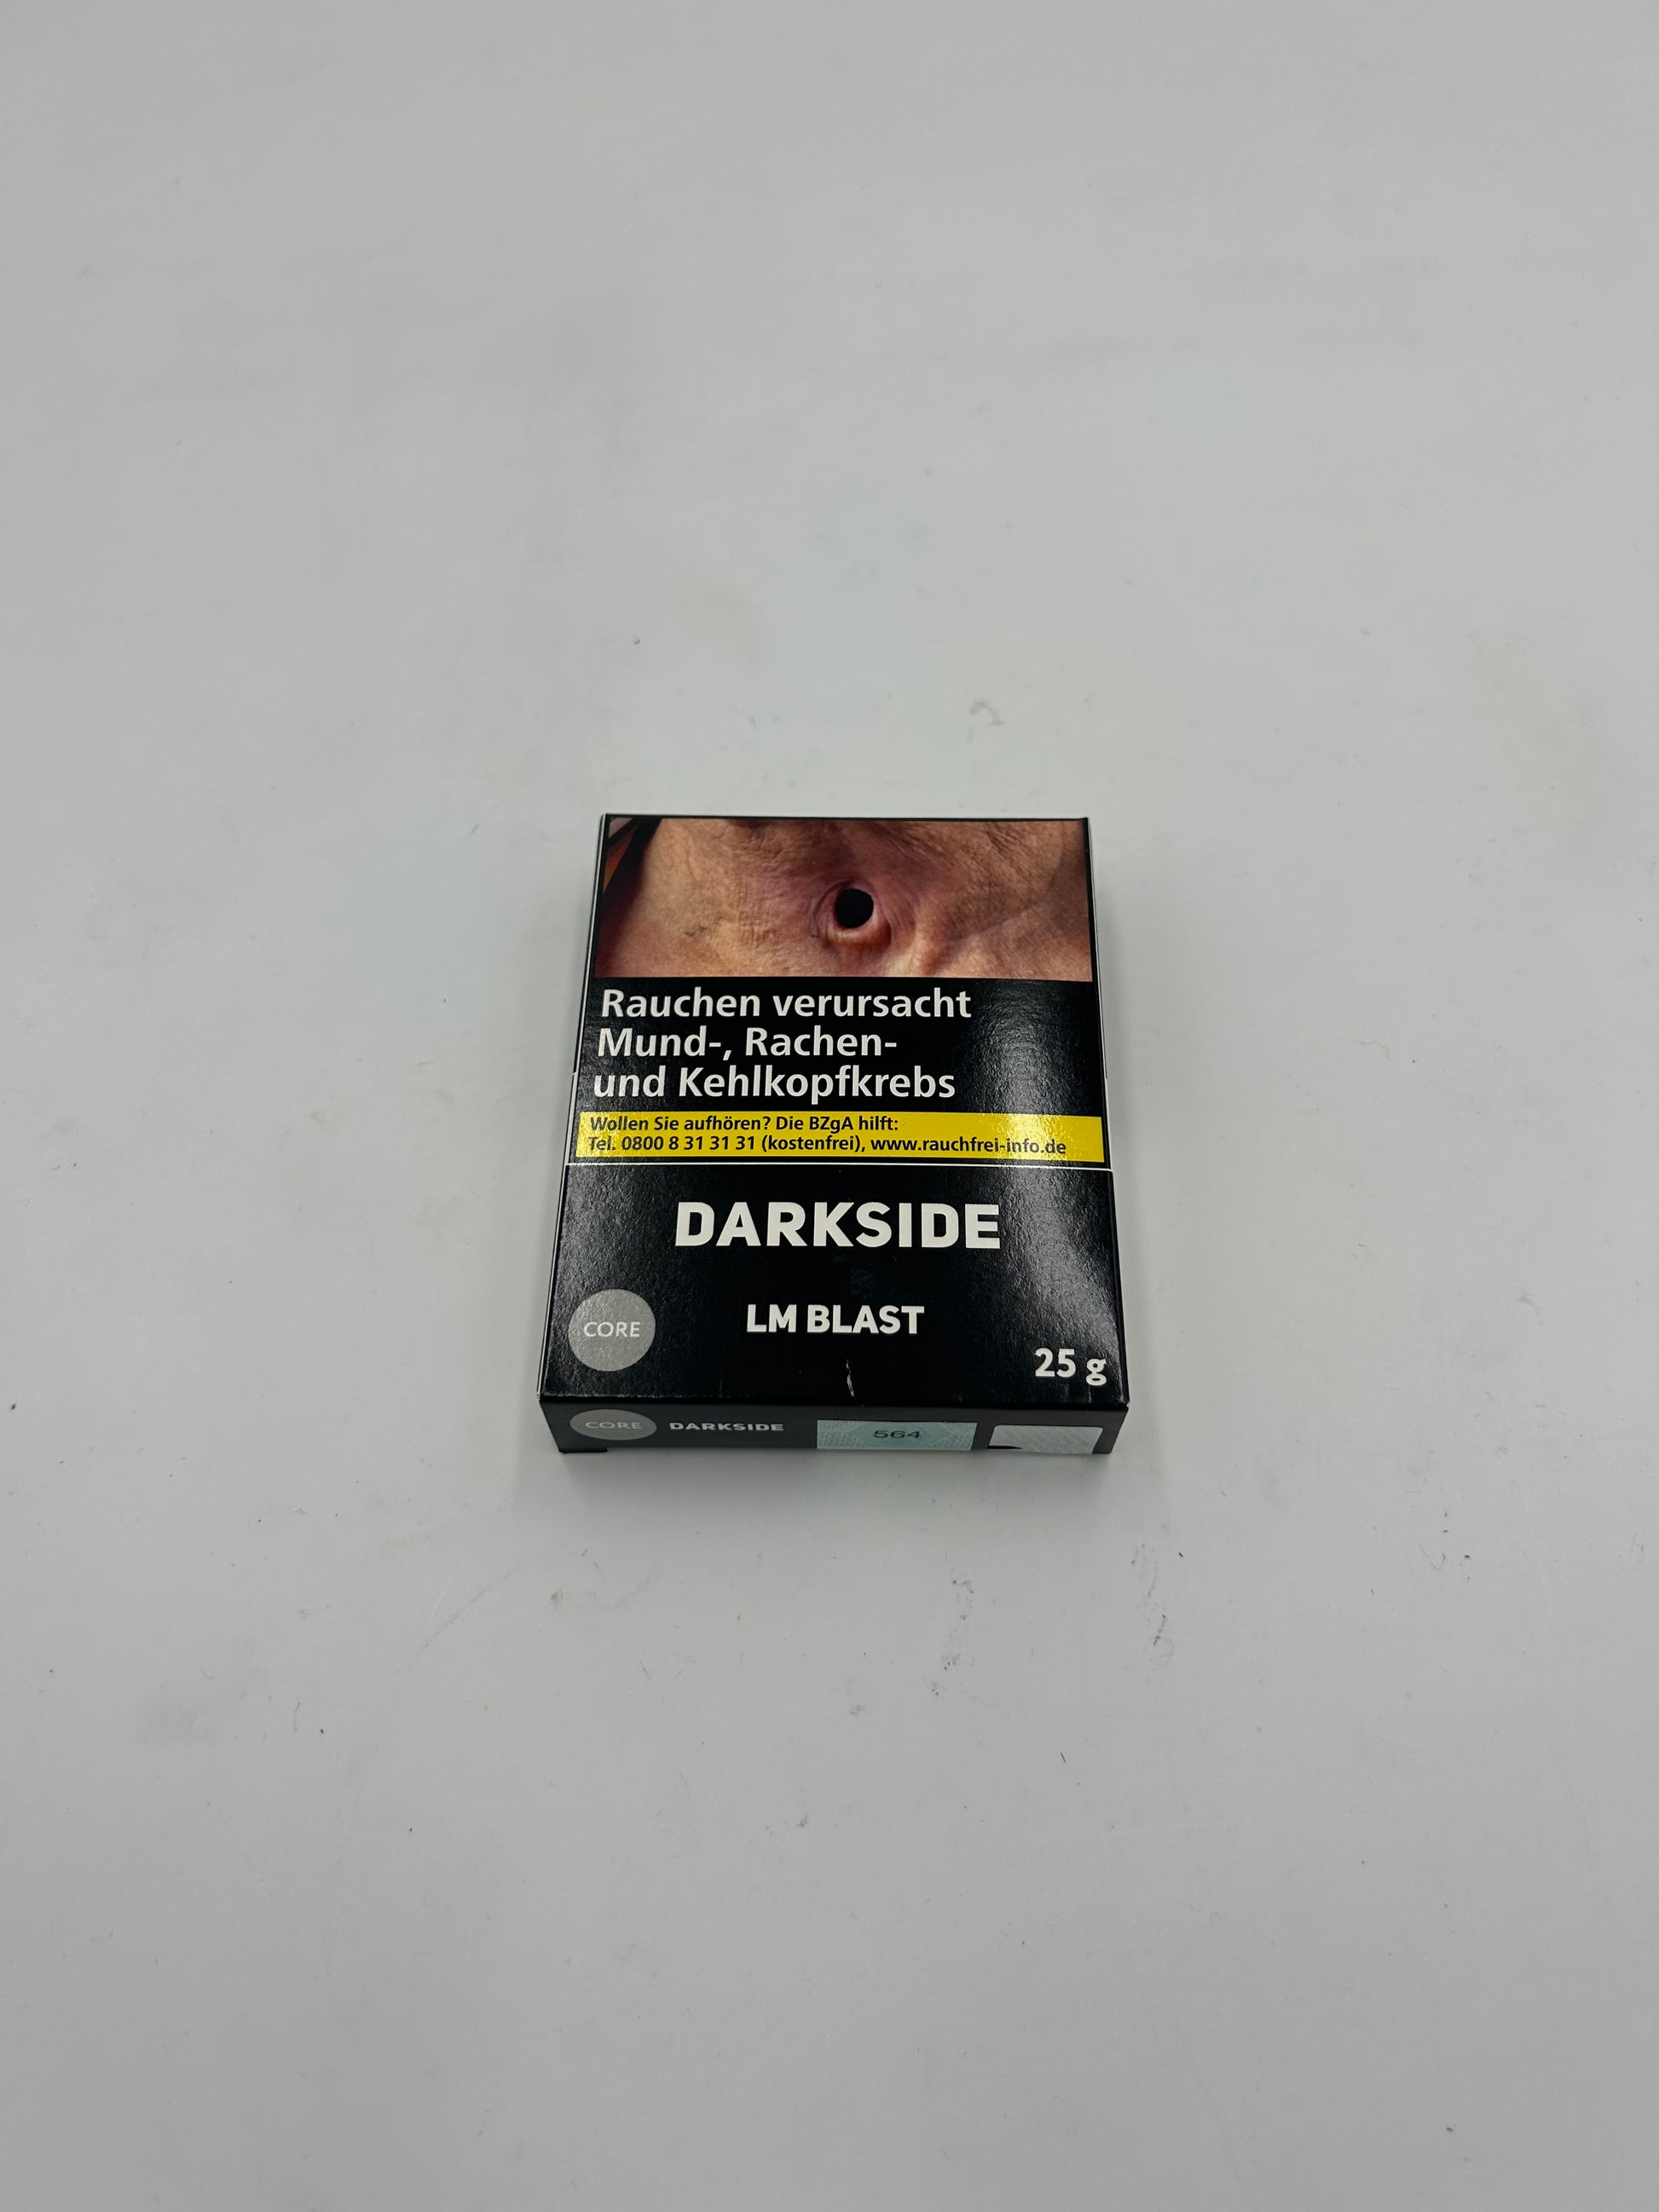 Rauchen verursacht
Mund-, Rachen-
und Kehlkopfkrebs
Wollen Sie aufhören? Die BZgA hilft:
Tel. 0800 8 31 31 31 (kostenfrei), www.rauchfrei-info.de
DARKSIDE
CORE
LM BLAST
25 g
CORE DARKSIDE 564